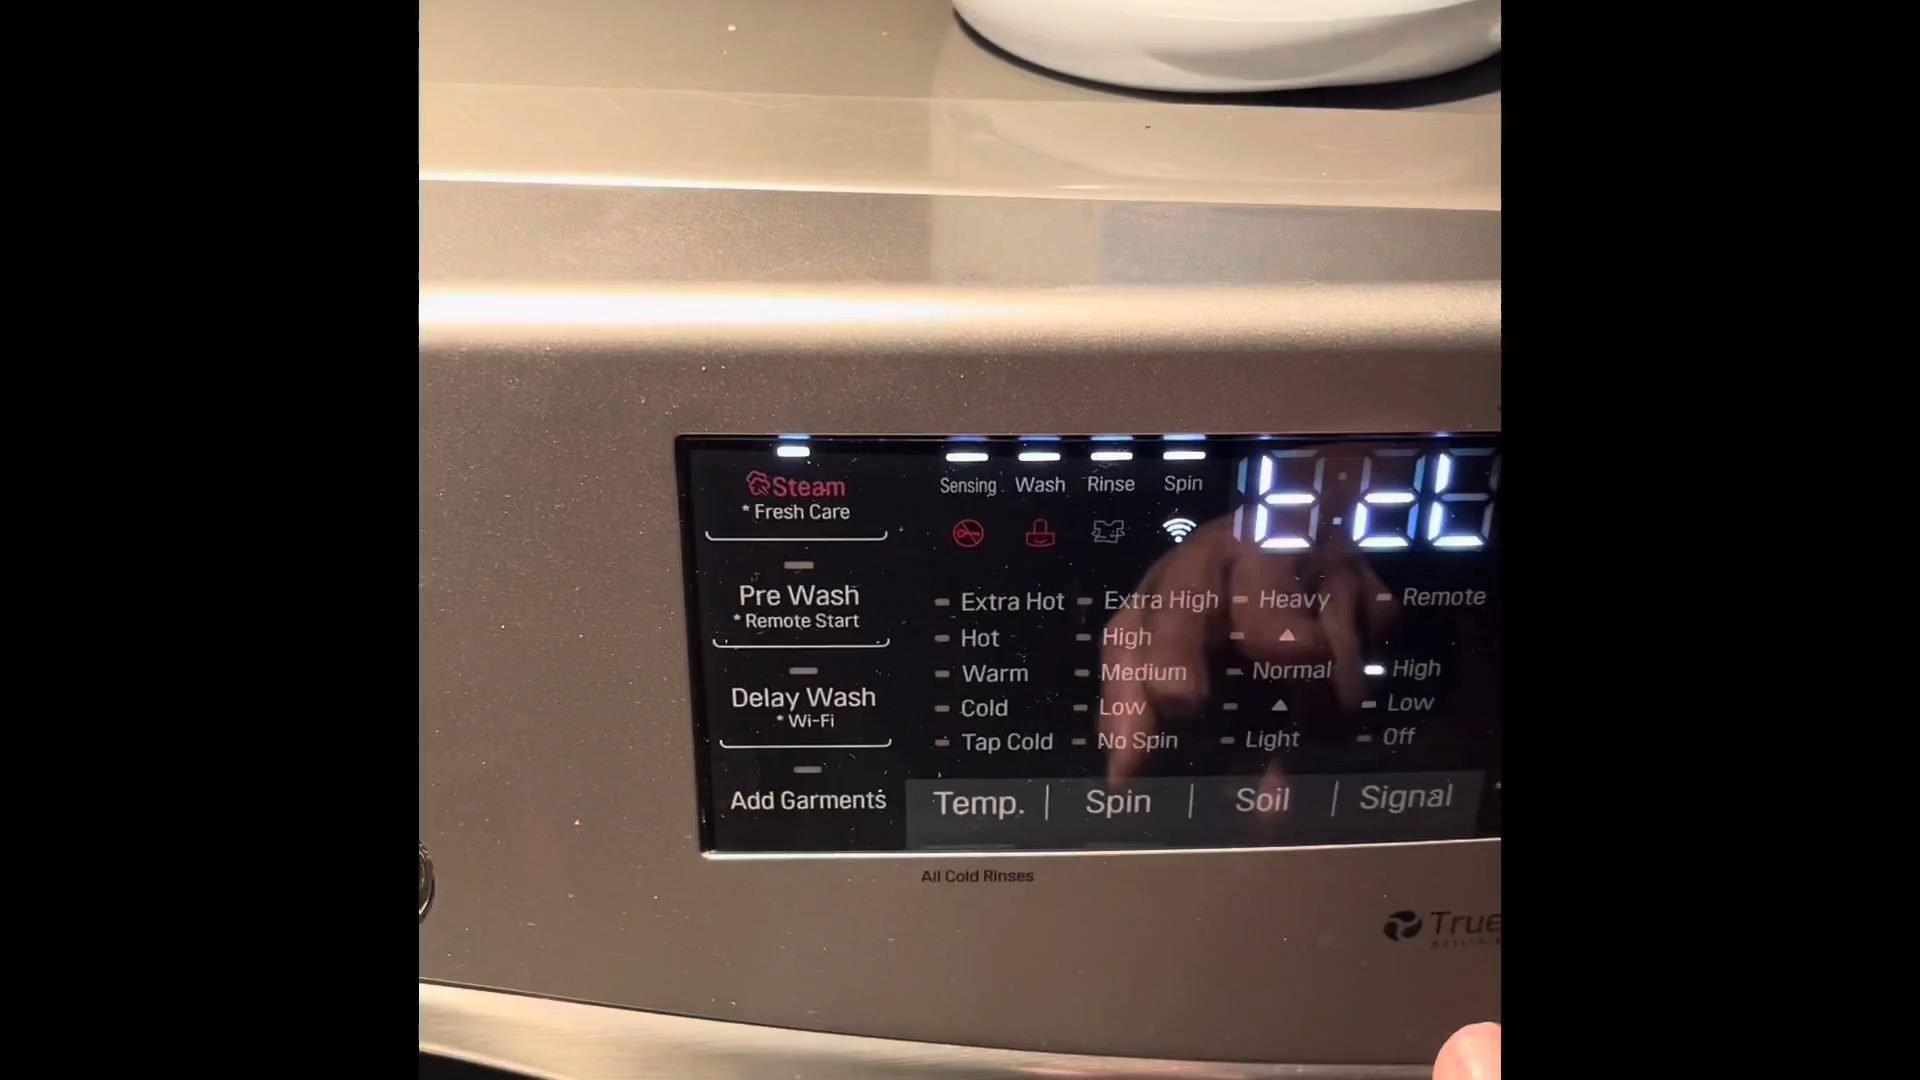 Steam
* Fresh Care
Pre Wash
* Remote Start
Delay Wash
* Wi-Fi
Add Garments
Sensing Wash Rinse Spin
tcL
Extra Hot Extra High Heavy Remote
Hot High
Warm Medium Normal High
Cold Low Low
Tap Cold No Spin Light Off
Temp. | Spin | Soil | Signal
All Cold Rinses
True